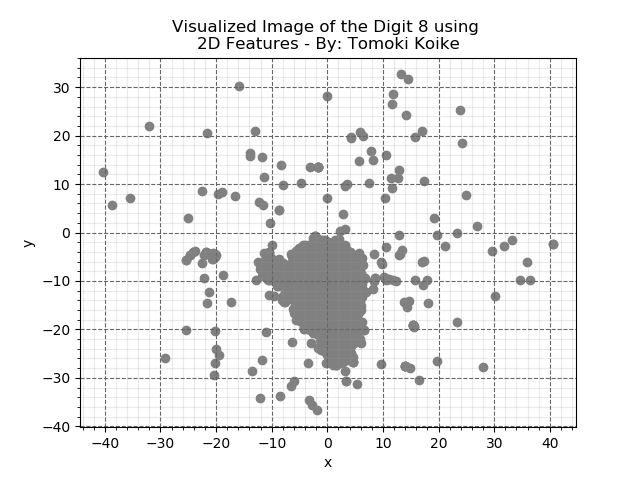 Visualized Image of the Digit 8 using
2D Features - By: Tomoki Koike
30
20
10
0
−10
−20
−30
−40
y
−40 −30 −20 −10 0 10 20 30 40
x